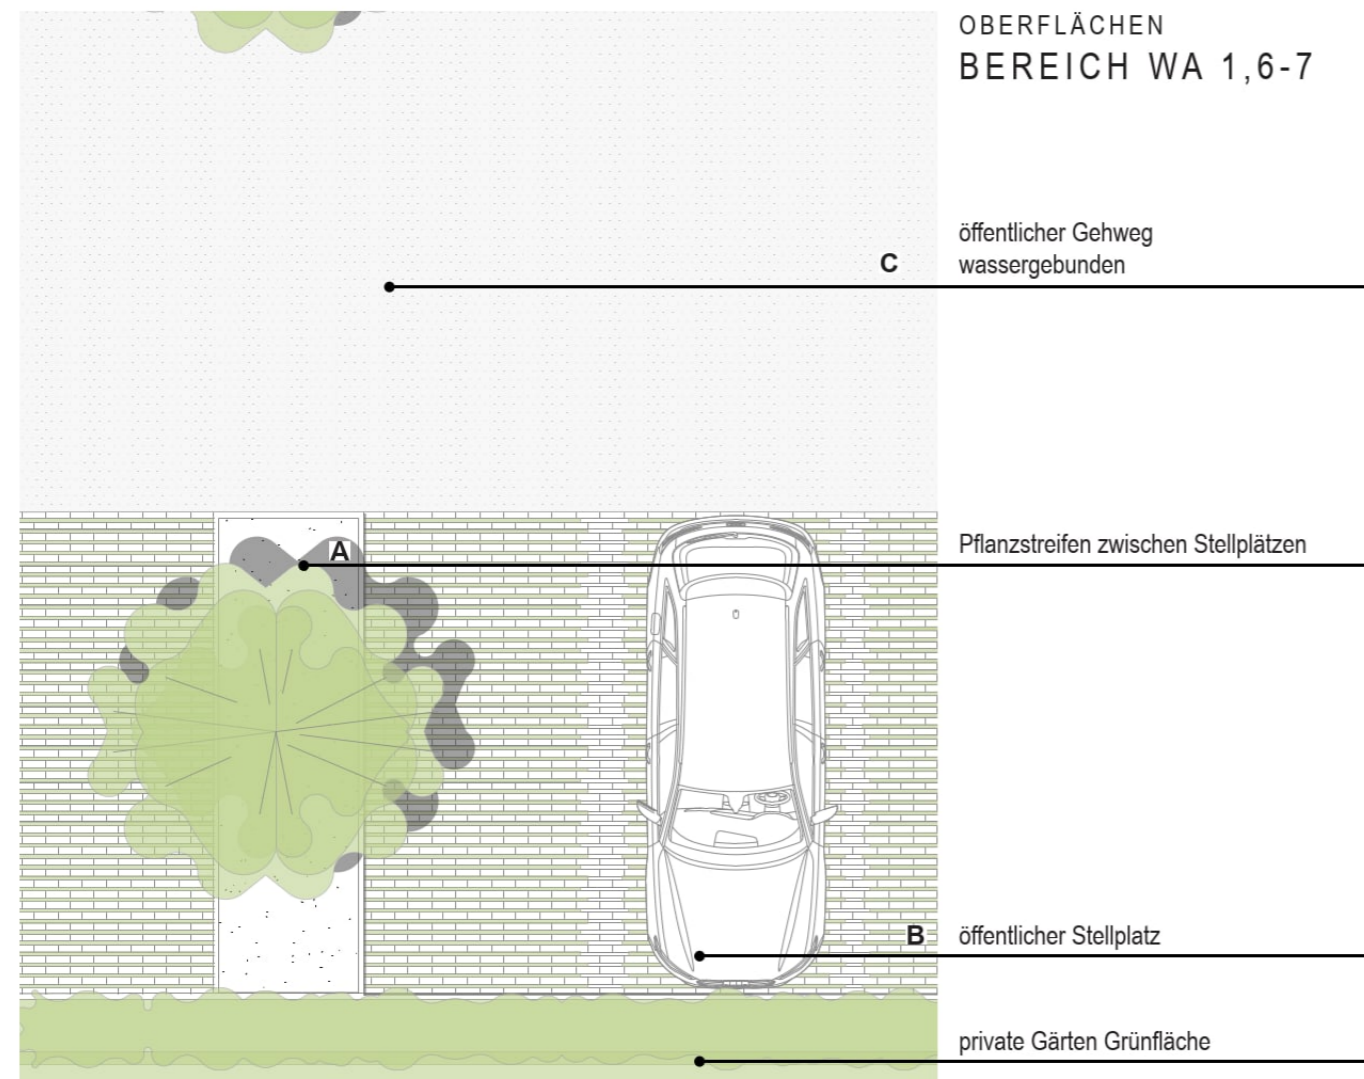 OBERFLÄCHEN
BEREICH WA 1,6-7
öffentlicher Gehweg
C wassergebunden
A Pflanzstreifen zwischen Stellplätzen
B öffentlicher Stellplatz
private Gärten Grünfläche